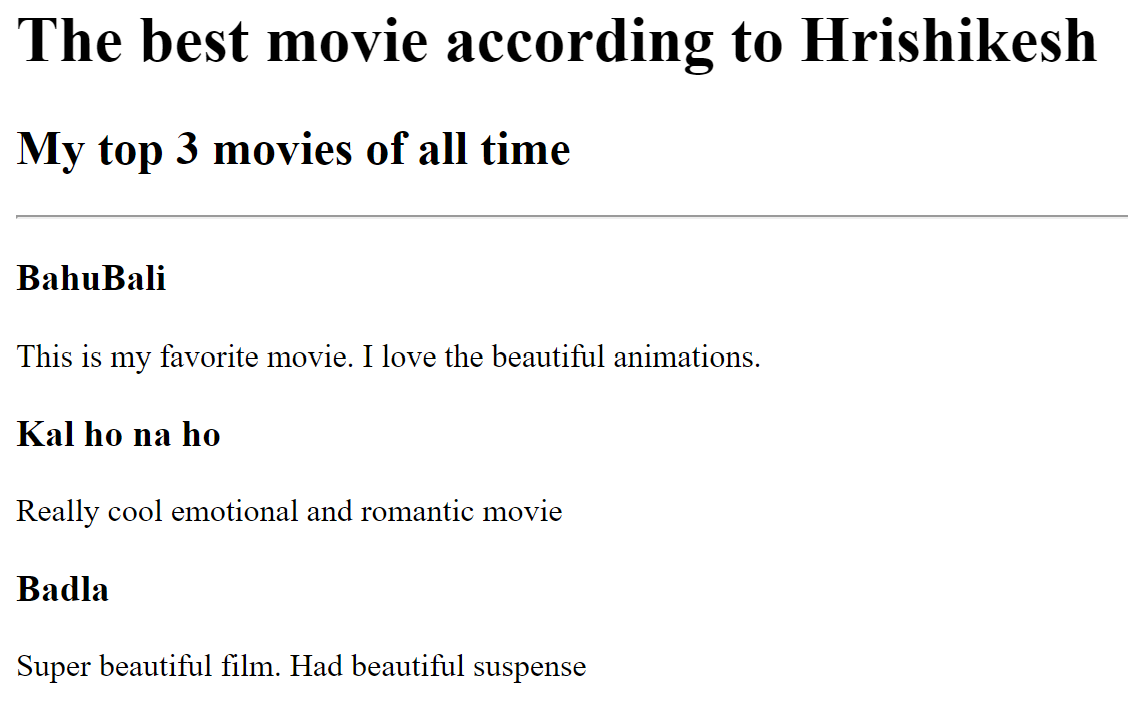 The best movie according to Hrishikesh
My top 3 movies of all time
BahuBali
This is my favorite movie. I love the beautiful animations.
Kal ho na ho
Really cool emotional and romantic movie
Badla
Super beautiful film. Had beautiful suspense